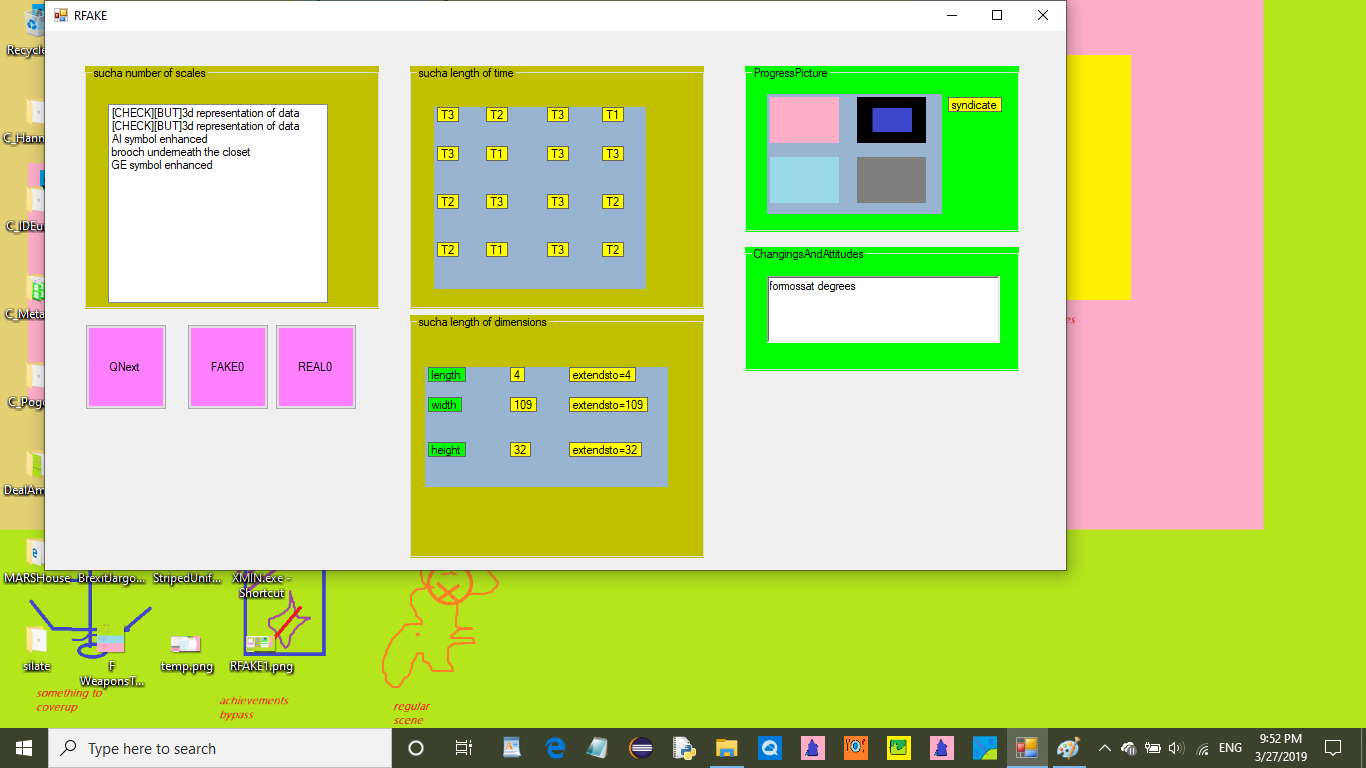 RFAKE
sucha number of scales
[CHECK][BUT]3d representation of data
[CHECK][BUT]3d representation of data
AI symbol enhanced
brooch underneath the closet
GE symbol enhanced
QNext
FAKE0
REAL0
sucha length of time
T3 T2 T3 T1
T3 T1 T3 T3
T2 T3 T3 T2
T2 T1 T3 T2
sucha length of dimensions
length 4 extendsto=4
width 109 extendsto=109
height 32 extendsto=32
ProgressPicture
syndicate
ChangingsAndAttitudes
formossat degrees
Recycle
C_Hann
C_IDEu
C_Meta
C_Pog
DealAm
MARSHouse BrexitJargo... StripedUnif... XMIN.exe -
Shortcut
silate F temp.png RFAKE1.png
WeaponsT...
something to
coverup
achievements
bypass
regular
scene
Type here to search
ENG
9:52 PM
3/27/2019